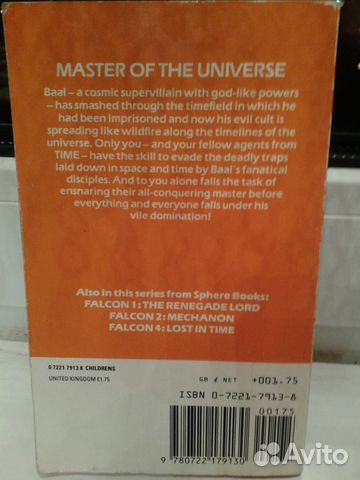 MASTER OF THE UNIVERSE
Baal – a cosmic supervillain with god-like powers
– has smashed through the timefield in which he
had been imprisoned and now his evil cult is
spreading like wildfire along the timelines of the
universe. Only you – and your fellow agents from
TIME – have the skill to evade the deadly traps
laid down in space and time by Baal's fanatical
disciples. And to you alone falls the task of
ensnaring their all-conquering master before
everything and everyone falls under his
vile domination!
Also in this series from Sphere Books:
FALCON 1: THE RENEGADE LORD
FALCON 2: MECHANON
FALCON 4: LOST IN TIME
0 7221 7913 8 CHILDRENS
UNITED KINGDOM £1.75
GB £ NET +001.75
ISBN 0-7221-7913-8
00175
9 780722 179130
Avito